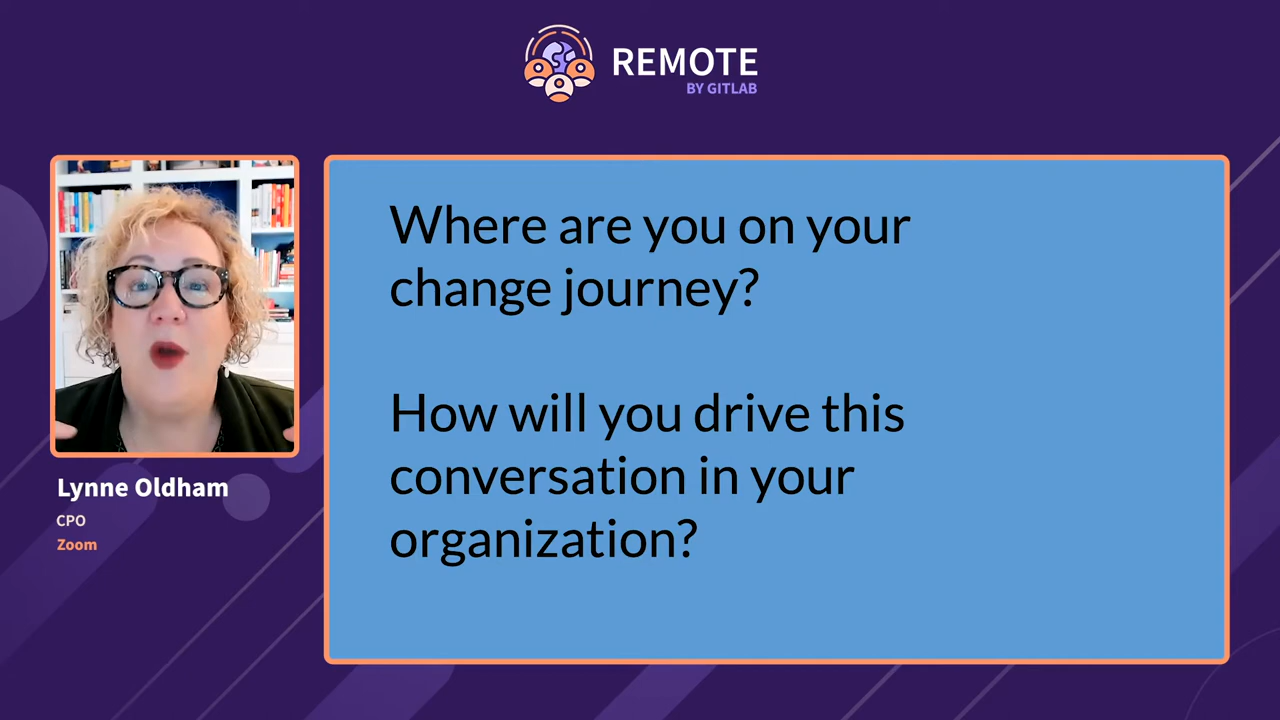 REMOTE
BY GITLAB
Where are you on your
change journey?
How will you drive this
conversation in your
organization?
Lynne Oldham
CPO
Zoom